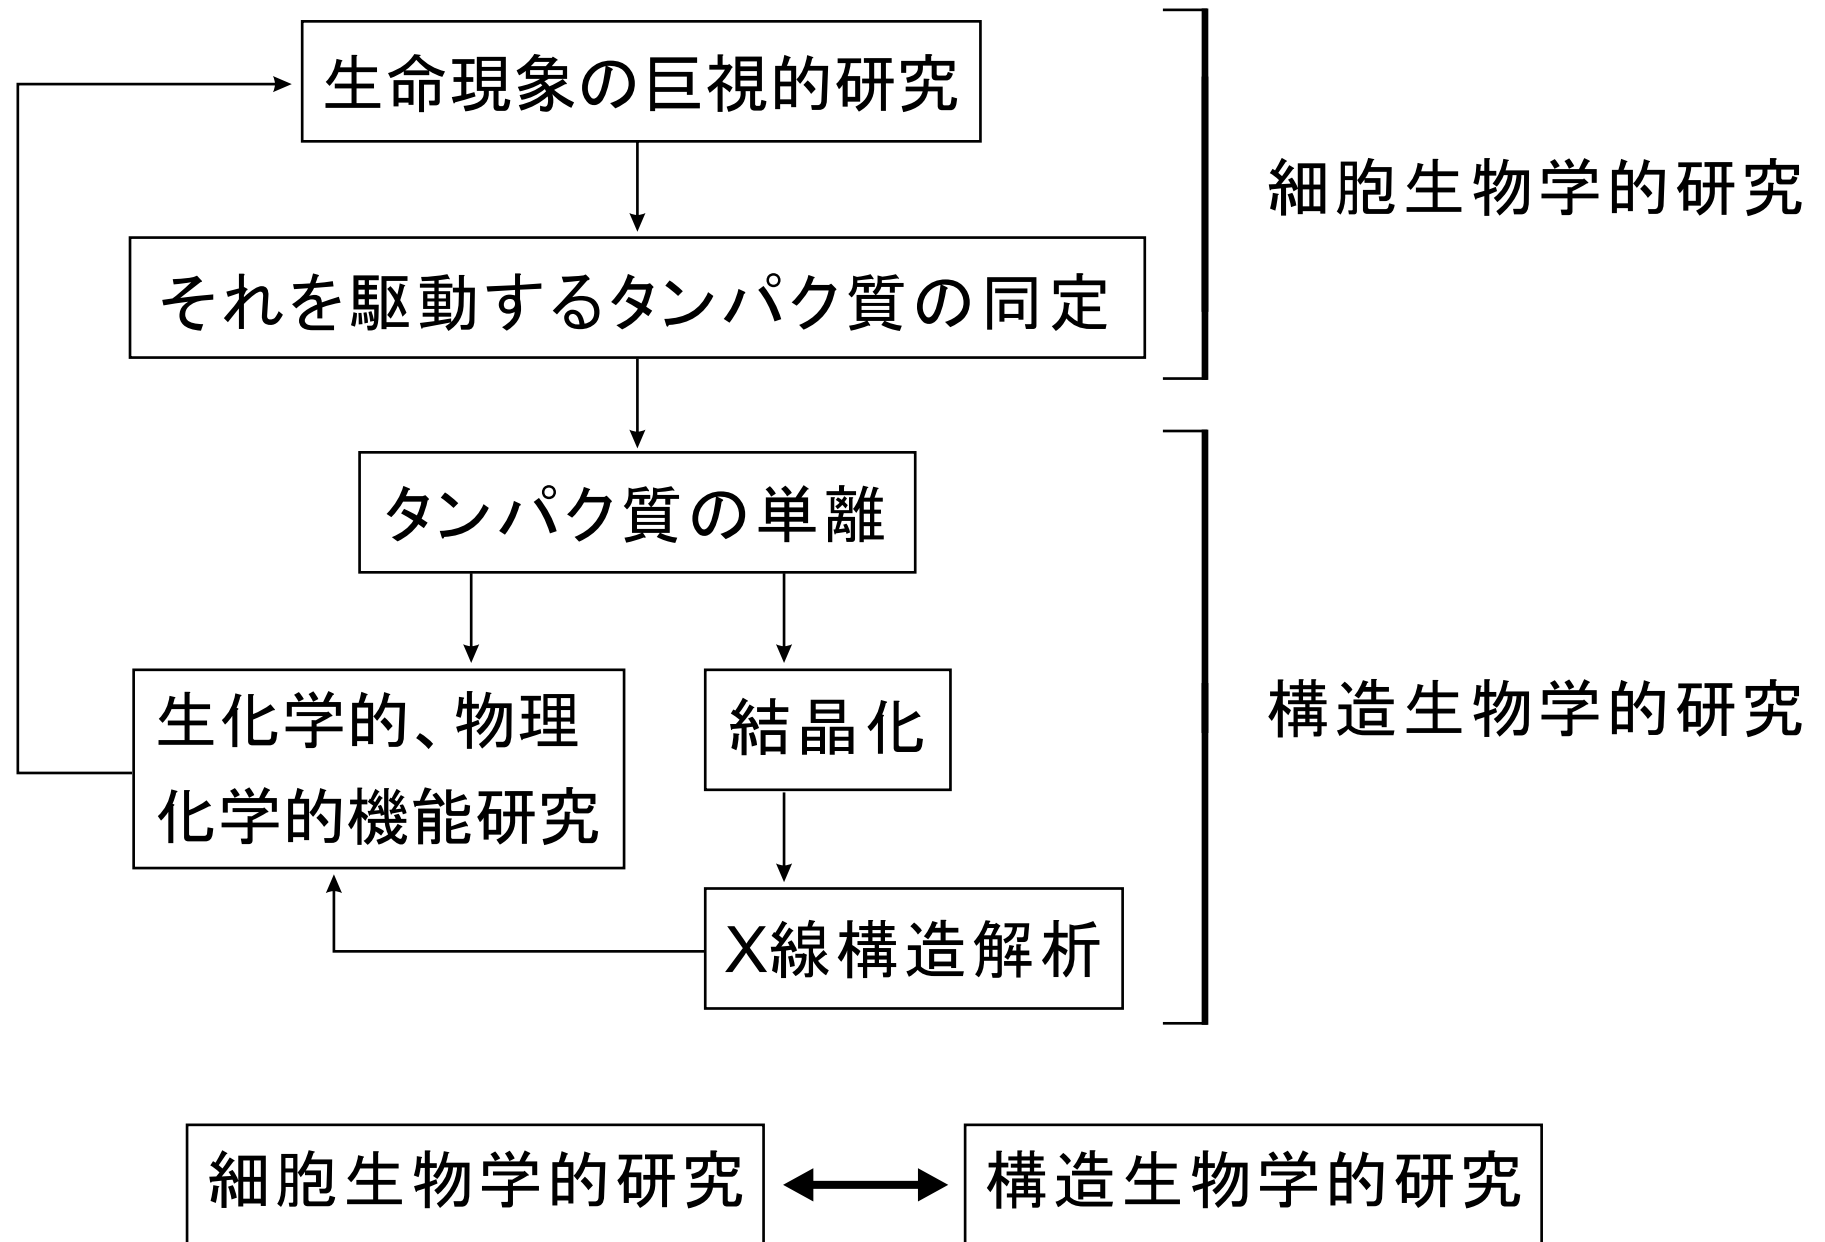 生命現象の巨視的研究
細胞生物学的研究
それを駆動するタンパク質の同定
タンパク質の単離
生化学的、物理
化学的機能研究
結晶化
構造生物学的研究
X線構造解析
細胞生物学的研究
構造生物学的研究